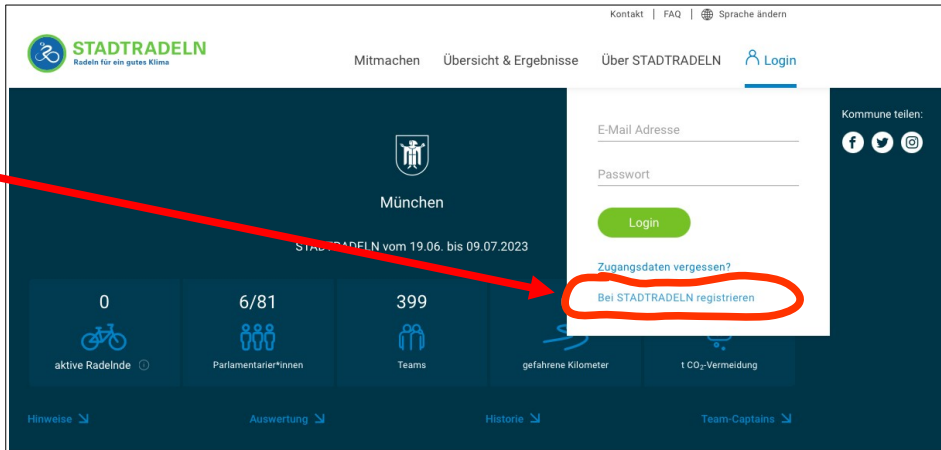 Kontakt | FAQ | Sprache ändern
STADTRADELN
Radeln für ein gutes Klima
Mitmachen Übersicht & Ergebnisse Über STADTRADELN Login
Kommune teilen:
E-Mail Adresse
Passwort
München
Login
STADTRADELN vom 19.06. bis 09.07.2023
Zugangsdaten vergessen?
Bei STADTRADELN registrieren
0 6/81 399
aktive Radelnde Parlamentarier*innen Teams gefahrene Kilometer t CO₂-Vermeidung
Hinweise Auswertung Historie Team-Captains